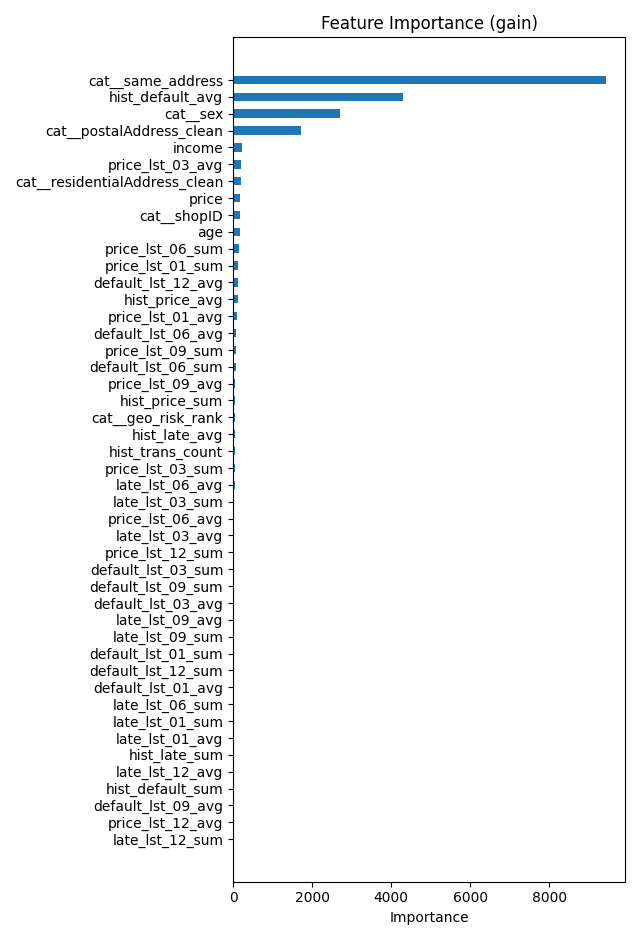 Feature Importance (gain)
cat__same_address
hist_default_avg
cat__sex
cat__postalAddress_clean
income
price_lst_03_avg
cat__residentialAddress_clean
price
cat__shopID
age
price_lst_06_sum
price_lst_01_sum
default_lst_12_avg
hist_price_avg
price_lst_01_avg
default_lst_06_avg
price_lst_09_sum
default_lst_06_sum
price_lst_09_avg
hist_price_sum
cat__geo_risk_rank
hist_late_avg
hist_trans_count
price_lst_03_sum
late_lst_06_avg
late_lst_03_sum
price_lst_06_avg
late_lst_03_avg
price_lst_12_sum
default_lst_03_sum
default_lst_09_sum
default_lst_03_avg
late_lst_09_avg
late_lst_09_sum
default_lst_01_sum
default_lst_12_sum
default_lst_01_avg
late_lst_06_sum
late_lst_01_sum
late_lst_01_avg
hist_late_sum
late_lst_12_avg
hist_default_sum
default_lst_09_avg
price_lst_12_avg
late_lst_12_sum
0 2000 4000 6000 8000
Importance